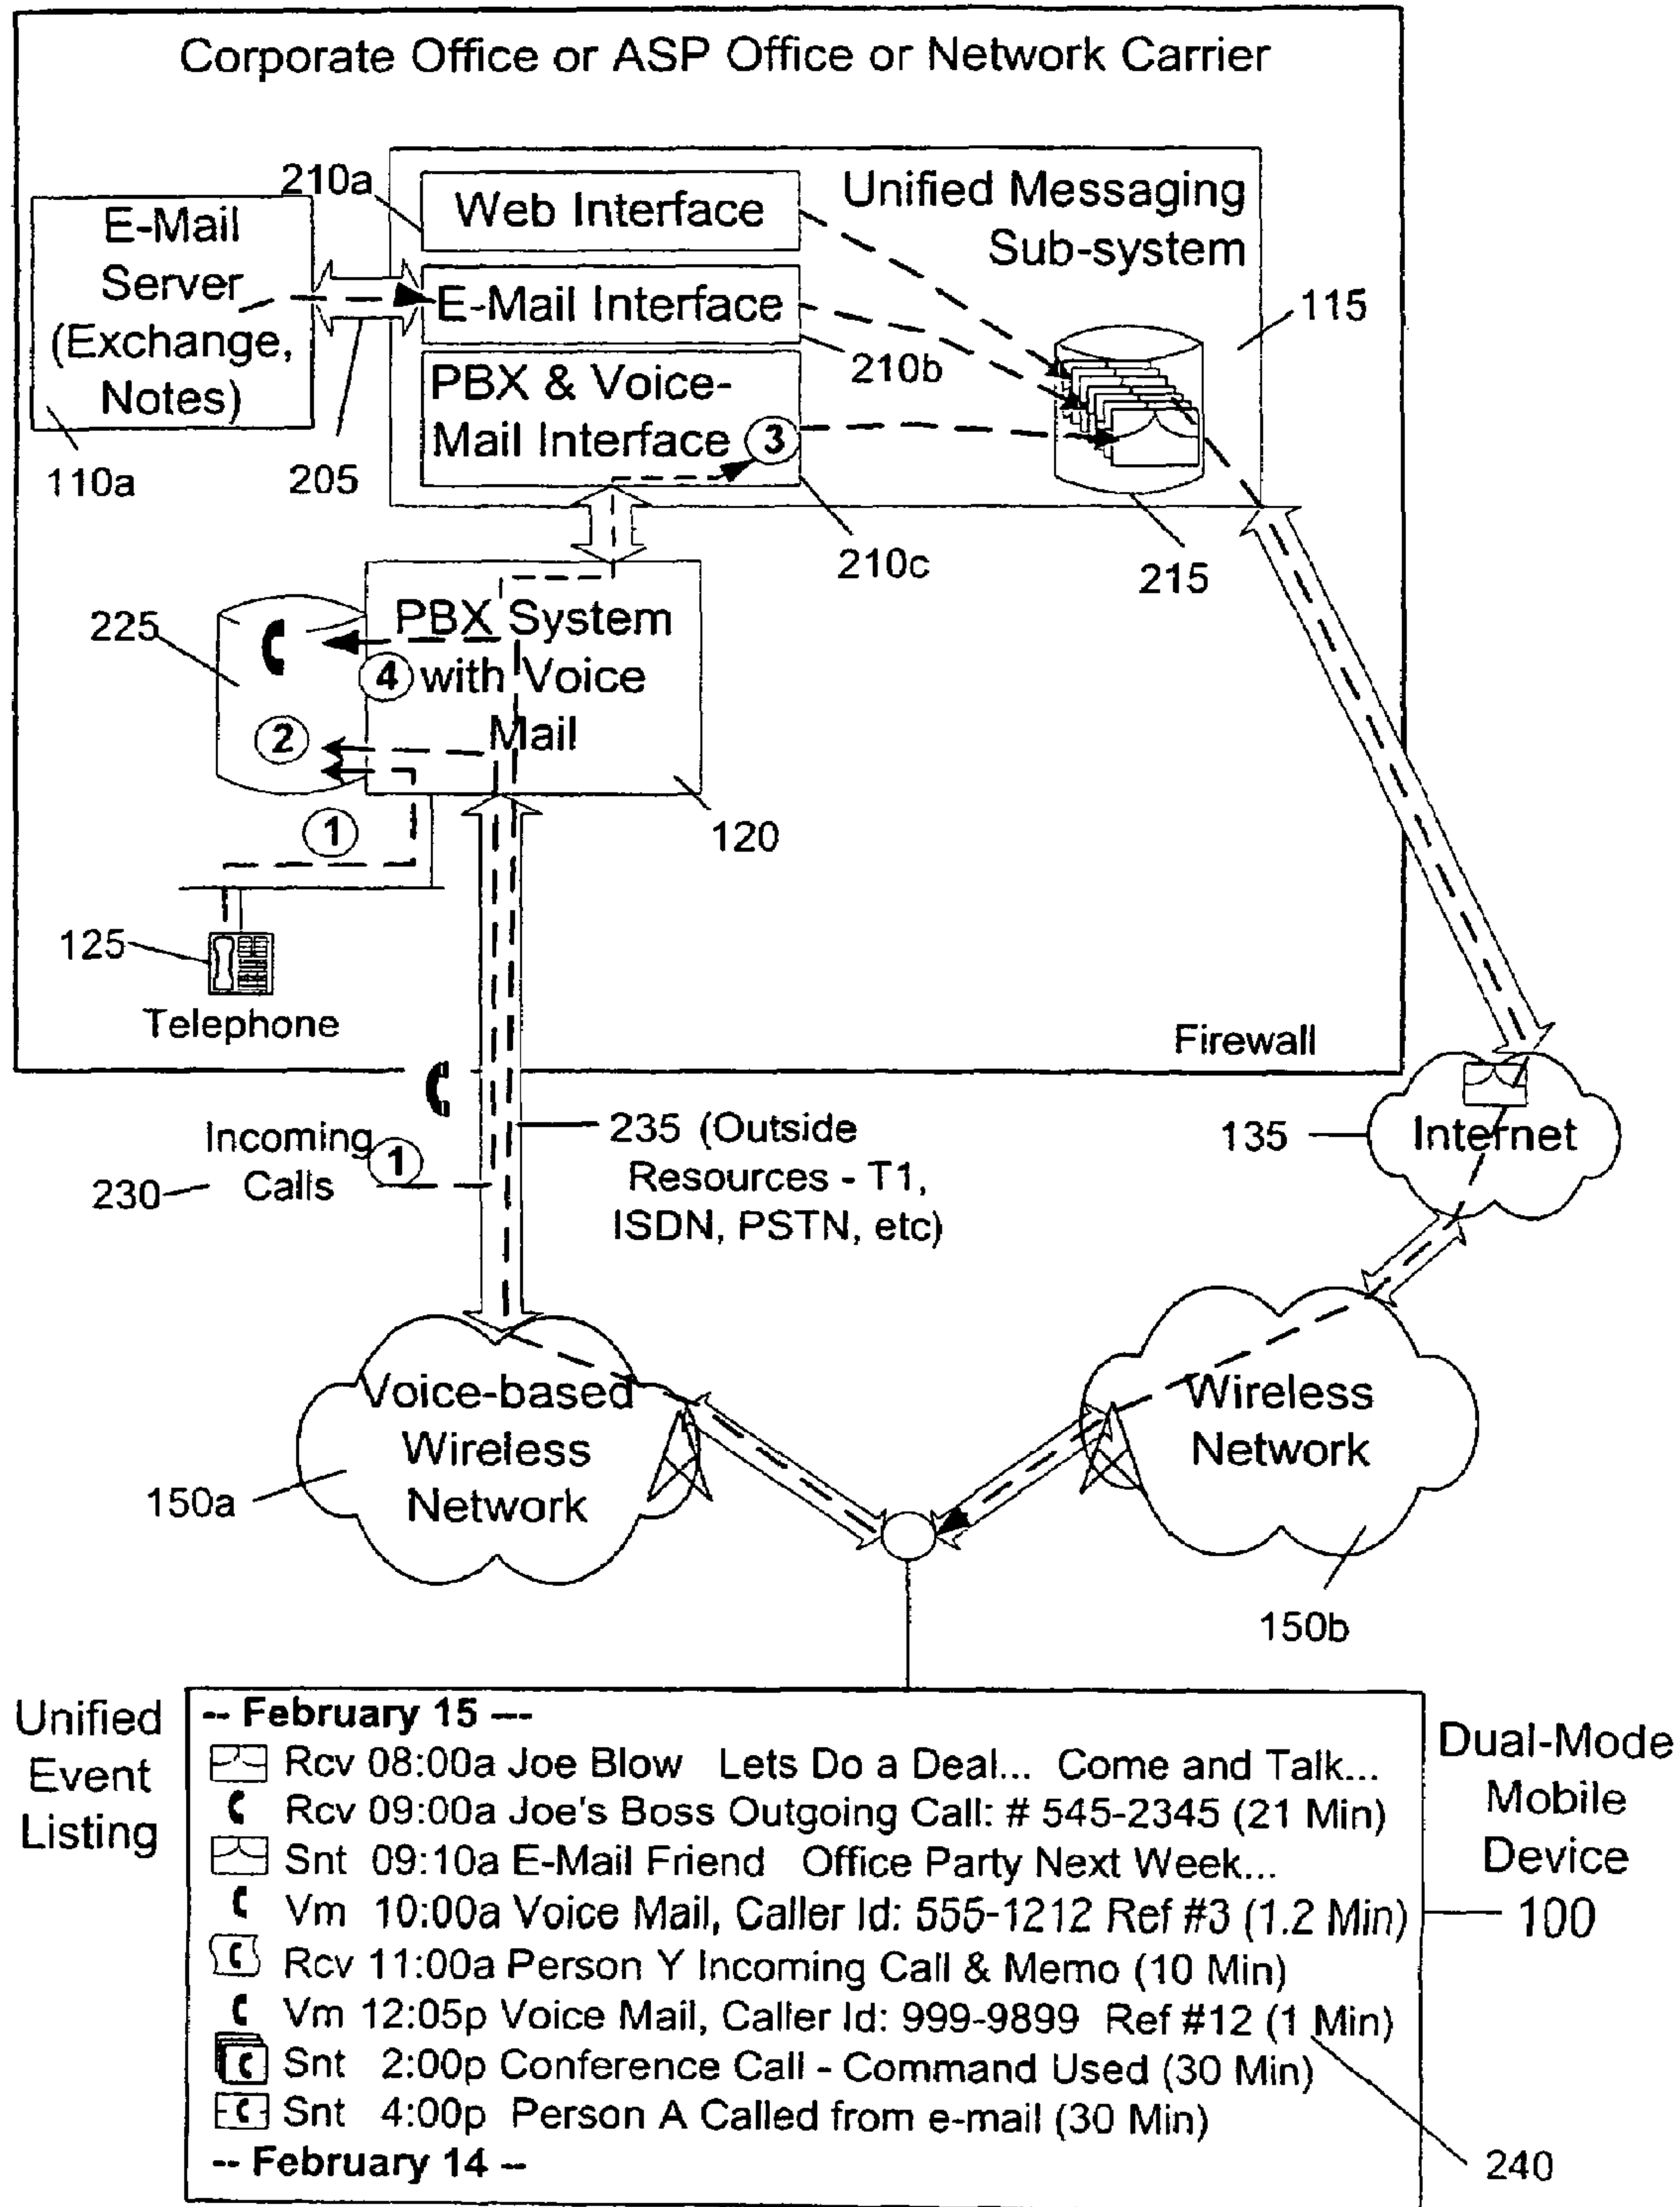 Corporate Office or ASP Office or Network Carrier
210a
Web Interface
Unified Messaging
Sub-system
E-Mail
Server
(Exchange,
Notes)
E-Mail Interface
115
210b
PBX & Voice-
Mail Interface
3
110a
205
210c
215
225
PBX System
4
with Voice
Mail
2
1
120
125
Telephone
Firewall
Incoming
Calls
1
230
235 (Outside
Resources - T1,
ISDN, PSTN, etc)
135
Internet
Voice-based
Wireless
Network
Wireless
Network
150a
150b
Unified
Event
Listing
-- February 15 ---
Rcv 08:00a Joe Blow Lets Do a Deal... Come and Talk...
Rcv 09:00a Joe's Boss Outgoing Call: # 545-2345 (21 Min)
Snt 09:10a E-Mail Friend Office Party Next Week...
Vm 10:00a Voice Mail, Caller Id: 555-1212 Ref #3 (1.2 Min)
Rcv 11:00a Person Y Incoming Call & Memo (10 Min)
Vm 12:05p Voice Mail, Caller Id: 999-9899 Ref #12 (1 Min)
Snt 2:00p Conference Call - Command Used (30 Min)
Snt 4:00p Person A Called from e-mail (30 Min)
-- February 14 --
Dual-Mode
Mobile
Device
100
240